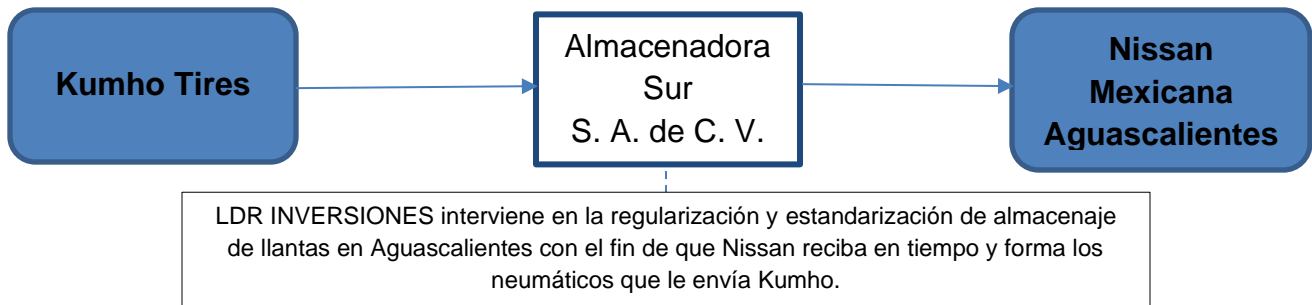 Kumho Tires
Almacenadora
Sur
S. A. de C. V.
Nissan
Mexicana
Aguascalientes
LDR INVERSIONES interviene en la regularización y estandarización de almacenaje
de llantas en Aguascalientes con el fin de que Nissan reciba en tiempo y forma los
neumáticos que le envía Kumho.